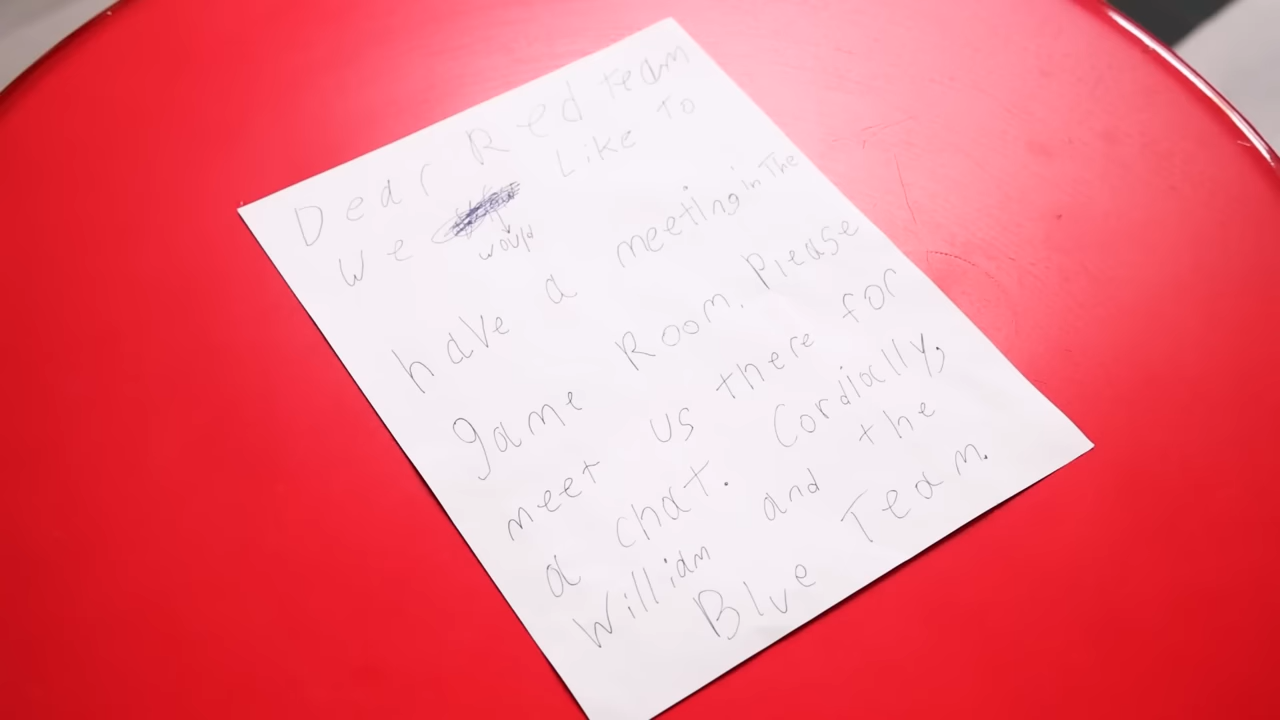 Dear Red team
We would Like To
have a meeting in The
game Room. Please
meet us there for
a chat. Cordially,
William and the
Blue Team.